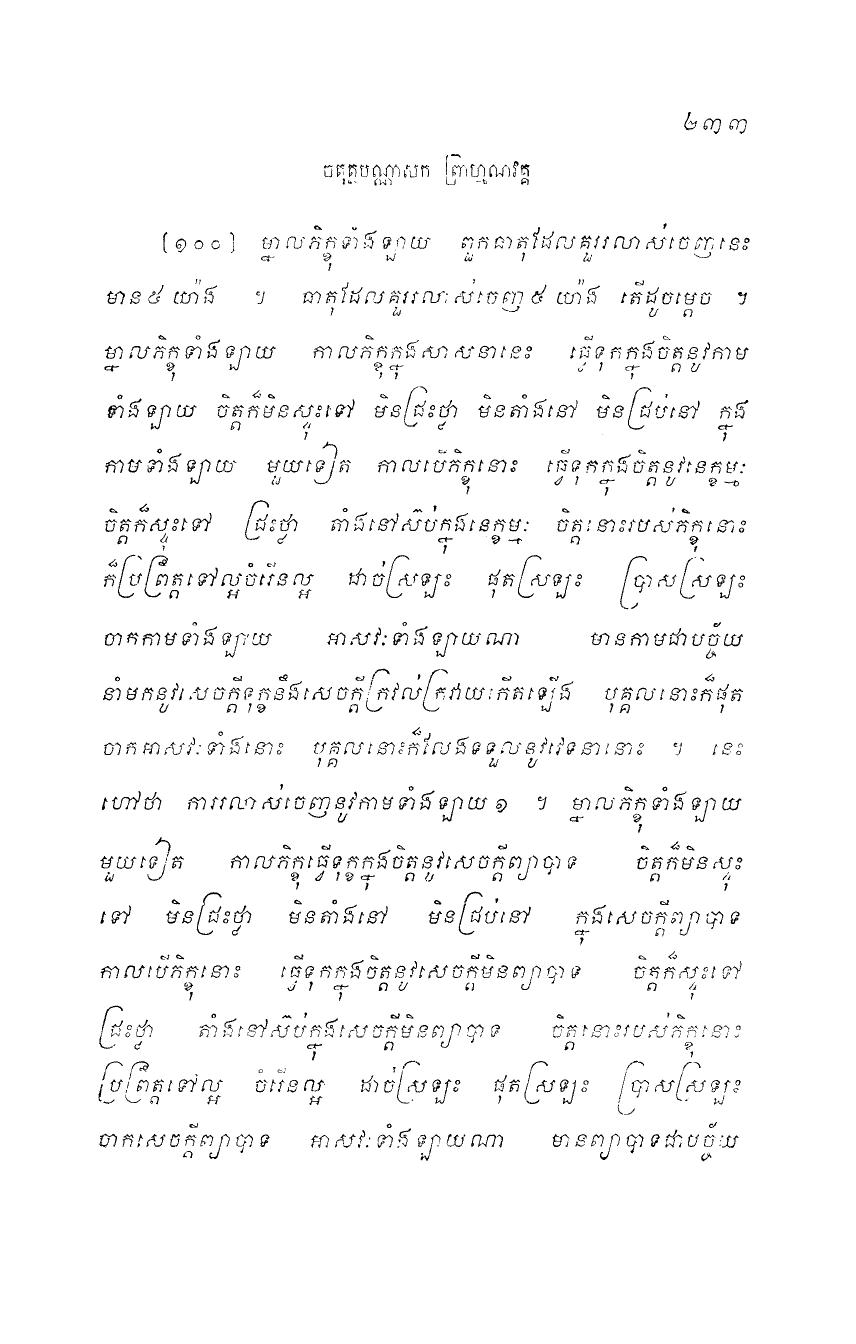 ២៣៣
ចតុត្ថបណ្ណាសក ព្រាហ្មណវគ្គ
[១០០] ម្នាលភិក្ខុទាំងឡាយ ពួកធាតុដែលគួររលាស់ចេញនេះ
មាន៥ យ៉ាង ។ ធាតុដែលគួររលាស់ចេញ ៥ យ៉ាង តើដូចម្តេច ។
ម្នាលភិក្ខុទាំងឡាយ កាលភិក្ខុក្នុងសាសនានេះ ធ្វើទុកក្នុងចិត្តនូវកាម
ទាំងឡាយ ចិត្តក៏មិនស្ទុះទៅ មិនជ្រះថ្លា មិនតាំងនៅ មិនជ្រប់នៅ ក្នុង
កាមទាំងឡាយ មួយទៀត កាលបើភិក្ខុនោះ ធ្វើទុកក្នុងចិត្តនូវនេក្ខម្មៈ
ចិត្តក៏ស្ទុះទៅ ជ្រះថ្លា តាំងនៅស៊ប់ក្នុងនេក្ខម្មៈ ចិត្តនោះរបស់ភិក្ខុនោះ
ក៏ប្រព្រឹត្តទៅល្អចំរើនល្អ ដាច់ស្រឡះ ផុតស្រឡះ ប្រាសស្រឡះ
ចាកកាមទាំងឡាយ អាសវៈទាំងឡាយណា មានកាមជាបច្ច័យ
នាំមកនូវសេចក្តីទុក្ខនឹងសេចក្តីក្រវល់ក្រវាយកើតឡើង បុគ្គលនោះក៏ផុត
ចាកអាសវៈទាំងនោះ បុគ្គលនោះក៏លែងទទួលនូវវេទនានោះ ។ នេះ
ហៅថា ការរលាស់ចេញនូវកាមទាំងឡាយ ១ ។ ម្នាលភិក្ខុទាំងឡាយ
មួយទៀត កាលភិក្ខុធ្វើទុក្ខក្នុងចិត្តនូវសេចក្តីព្យាបាទ ចិត្តក៏មិនស្ទុះ
ទៅ មិនជ្រះថ្លា មិនតាំងនៅ មិនជ្រប់នៅ ក្នុងសេចក្តីព្យាបាទ
កាលបើភិក្ខុនោះ ធ្វើទុកក្នុងចិត្តនូវសេចក្តីមិនព្យាបាទ ចិត្តក៏ស្ទុះទៅ
ជ្រះថ្លា តាំងនៅស៊ប់ក្នុងសេចក្តីមិនព្យាបាទ ចិត្តនោះរបស់ភិក្ខុនោះ
ប្រព្រឹត្តទៅល្អ ចំរើនល្អ ដាច់ស្រឡះ ផុតស្រឡះ ប្រាសស្រឡះ
ចាកសេចក្តីព្យាបាទ អាសវៈទាំងឡាយណា មានព្យាបាទជាបច្ច័យ